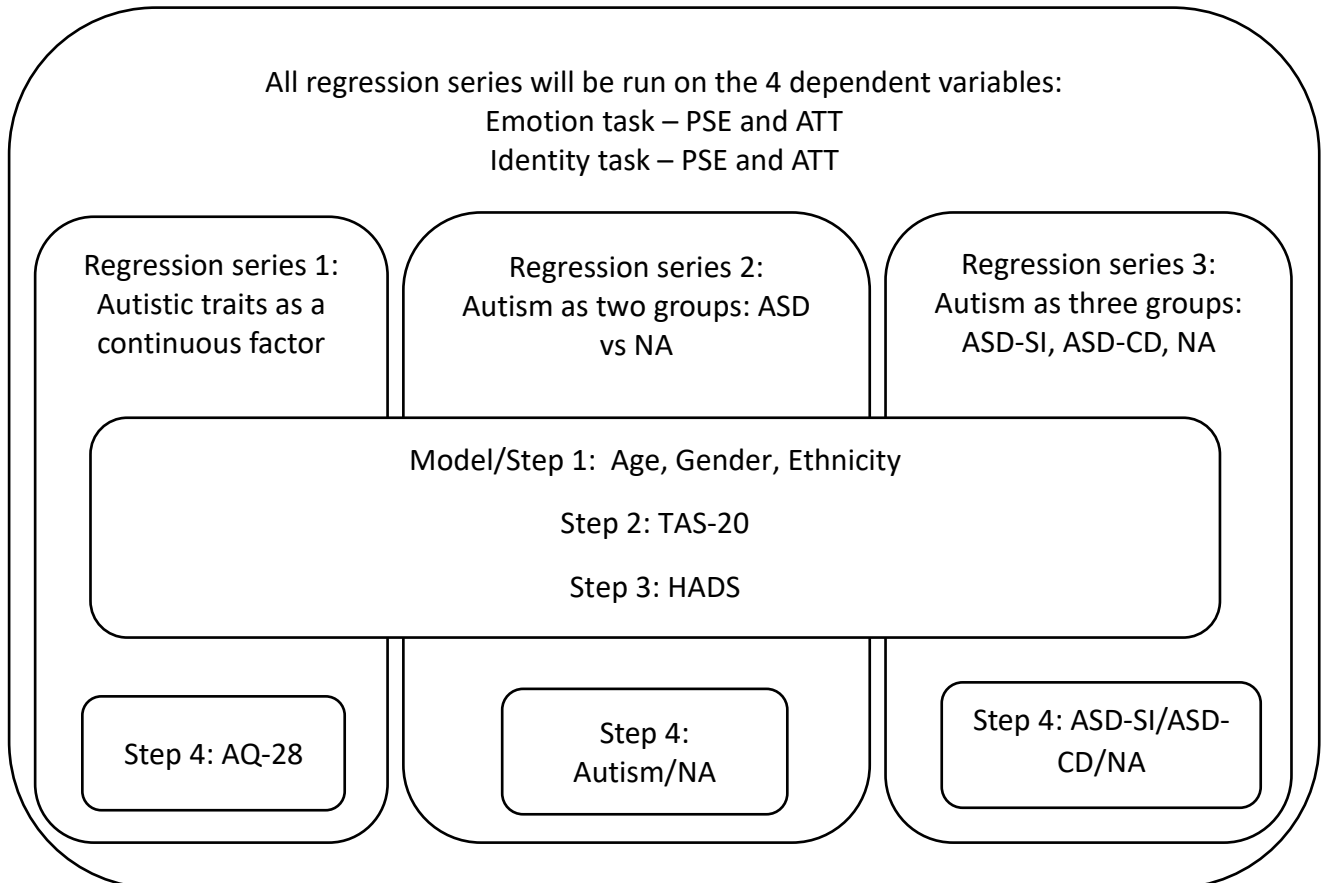 All regression series will be run on the 4 dependent variables:
Emotion task – PSE and ATT
Identity task – PSE and ATT
Regression series 1:
Autistic traits as a
continuous factor
Regression series 2:
Autism as two groups: ASD
vs NA
Regression series 3:
Autism as three groups:
ASD-SI, ASD-CD, NA
Model/Step 1:  Age, Gender, Ethnicity
Step 2: TAS-20
Step 3: HADS
Step 4: AQ-28
Step 4:
Autism/NA
Step 4: ASD-SI/ASD-
CD/NA